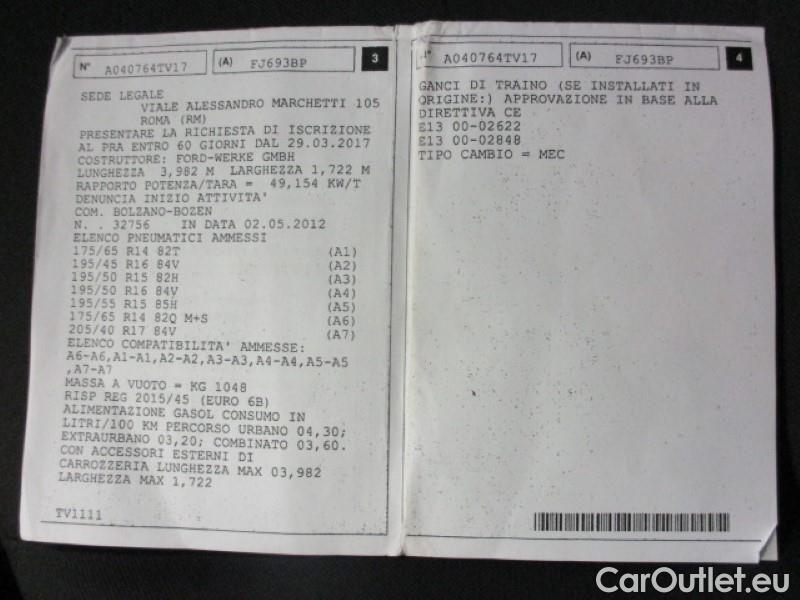 N° A040764TV17 (A) FJ693BP 3
SEDE LEGALE
VIALE ALESSANDRO MARCHETTI 105
ROMA (RM)
PRESENTARE LA RICHIESTA DI ISCRIZIONE
AL PRA ENTRO 60 GIORNI DAL 29.03.2017
COSTRUTTORE: FORD-WERKE GMBH
LUNGHEZZA 3,982 M LARGHEZZA 1,722 M
RAPPORTO POTENZA/TARA = 49,154 KW/T
DENUNCIA INIZIO ATTIVITA'
COM. BOLZANO-BOZEN
N. . 32756 IN DATA 02.05.2012
ELENCO PNEUMATICI AMMESSI
175/65 R14 82T (A1)
195/45 R16 84V (A2)
195/50 R15 82H (A3)
195/50 R16 84V (A4)
195/55 R15 85H (A5)
175/65 R14 82Q M+S (A6)
205/40 R17 84V (A7)
ELENCO COMPATIBILITA' AMMESSE:
A6-A6,A1-A1,A2-A2,A3-A3,A4-A4,A5-A5
,A7-A7
MASSA A VUOTO = KG 1048
RISP REG 2015/45 (EURO 6B)
ALIMENTAZIONE GASOL CONSUMO IN
LITRI/100 KM PERCORSO URBANO 04,30;
EXTRAURBANO 03,20; COMBINATO 03,60.
CON ACCESSORI ESTERNI DI
CARROZZERIA LUNGHEZZA MAX 03,982
LARGHEZZA MAX 1,722
TV1111
N° A040764TV17 (A) FJ693BP 4
GANCI DI TRAINO (SE INSTALLATI IN
ORIGINE:) APPROVAZIONE IN BASE ALLA
DIRETTIVA CE
E13 00-02622
E13 00-02848
TIPO CAMBIO = MEC
CarOutlet.eu